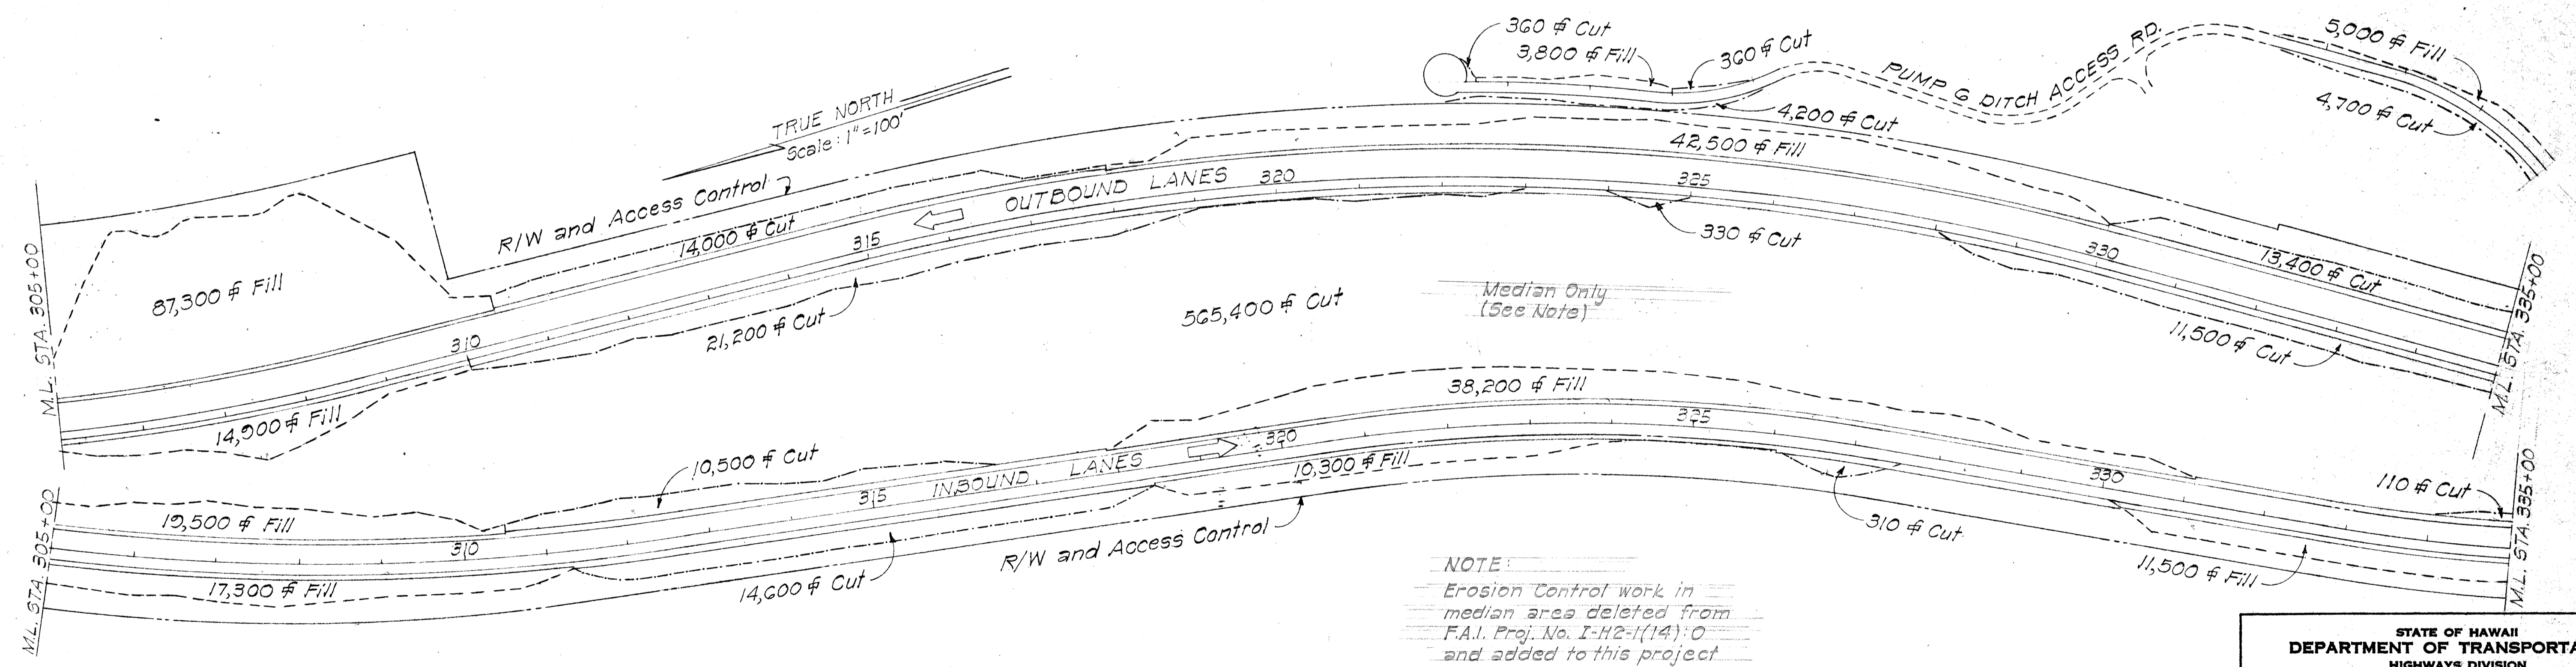 360 ⏍ Cut
3,800 ⏍ Fill
360 ⏍ Cut
PUMP 6 DITCH ACCESS RD.
5,000 ⏍ Fill
4,700 ⏍ Cut
4,200 ⏍ Cut
TRUE NORTH
Scale: 1"=100'
R/W and Access Control
42,500 ⏍ Fill
OUTBOUND LANES
14,000 ⏍ Cut
310
315
320
325
330
330 ⏍ Cut
13,400 ⏍ Cut
11,500 ⏍ Cut
M.L. STA. 305+00
87,300 ⏍ Fill
21,200 ⏍ Cut
565,400 ⏍ Cut
Median Only
(See Note)
M.L. STA. 335+00
14,900 ⏍ Fill
38,200 ⏍ Fill
10,500 ⏍ Cut
INBOUND LANES
310
315
320
325
330
10,300 ⏍ Fill
110 ⏍ Cut
M.L. STA. 305+00
19,500 ⏍ Fill
17,300 ⏍ Fill
14,600 ⏍ Cut
R/W and Access Control
310 ⏍ Cut
11,500 ⏍ Fill
M.L. STA. 335+00
NOTE:
Erosion Control work in
median area deleted from
F.A.I. Proj. No. I-H2-1(14):0
and added to this project
STATE OF HAWAII
DEPARTMENT OF TRANSPORTA
HIGHWAYS DIVISION